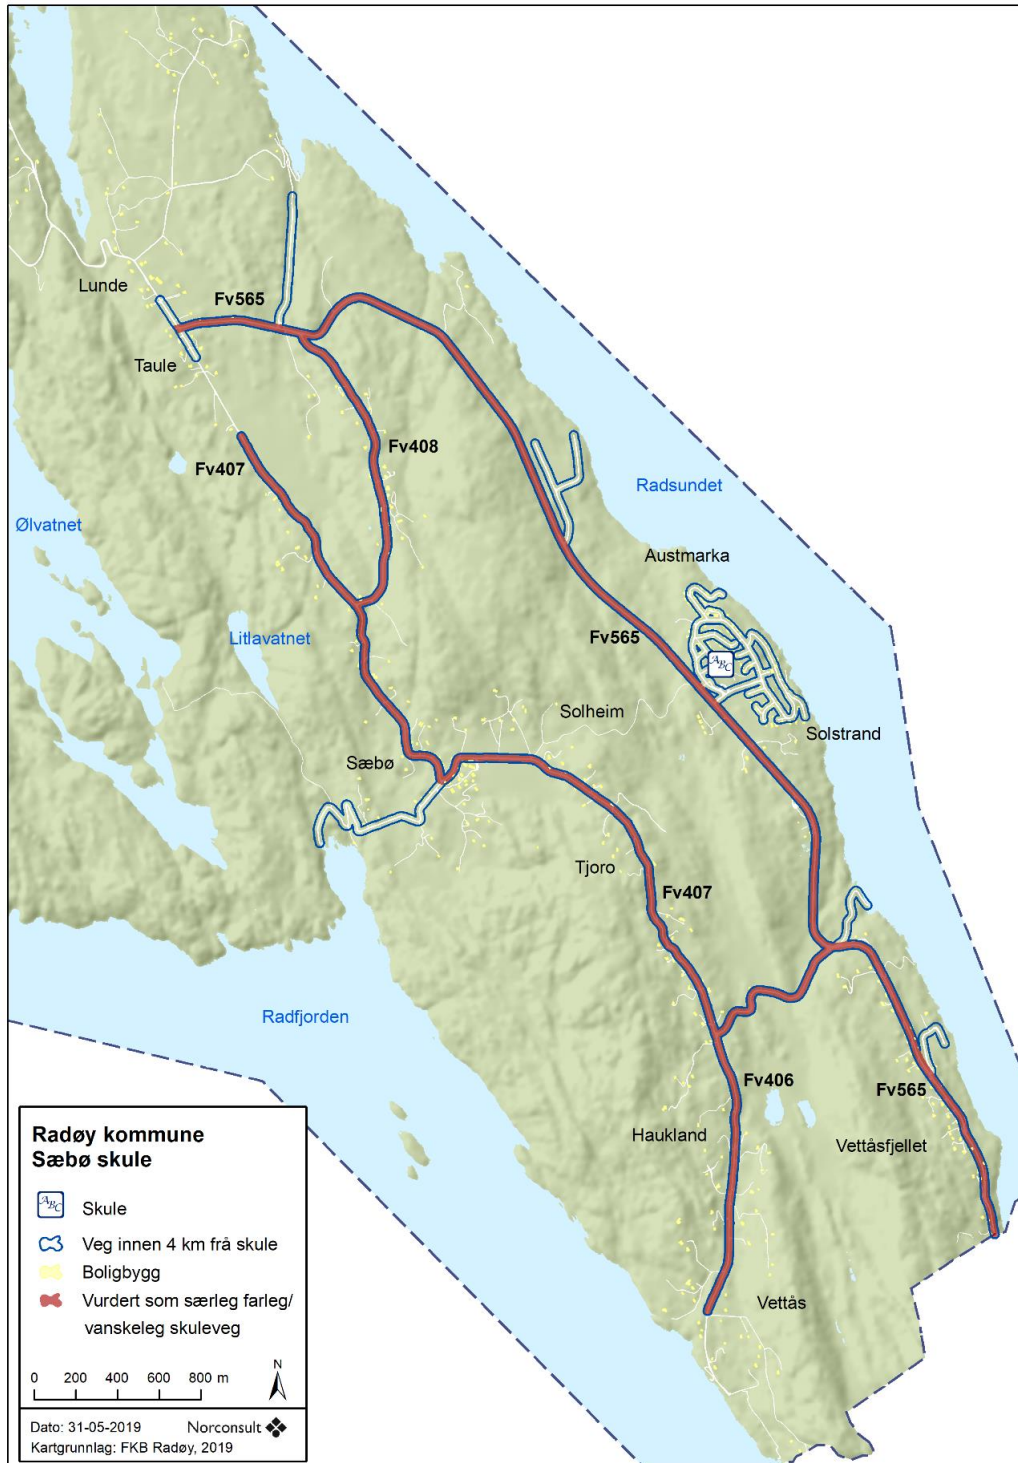 Lunde
Fv565
Taule
Fv408
Fv407
Radsundet
Ølvatnet
Austmarka
Litlavatnet
Fv565
ABC
Solheim
Solstrand
Sæbø
Tjoro
Fv407
Radfjorden
Fv406
Fv565
Haukland
Vettåsfjellet
Vettås
Radøy kommune
Sæbø skule
ABC Skule
Veg innen 4 km frå skule
Boligbygg
Vurdert som særleg farleg/
vanskeleg skuleveg
N
0 200 400 600 800 m
Dato: 31-05-2019 Norconsult
Kartgrunnlag: FKB Radøy, 2019